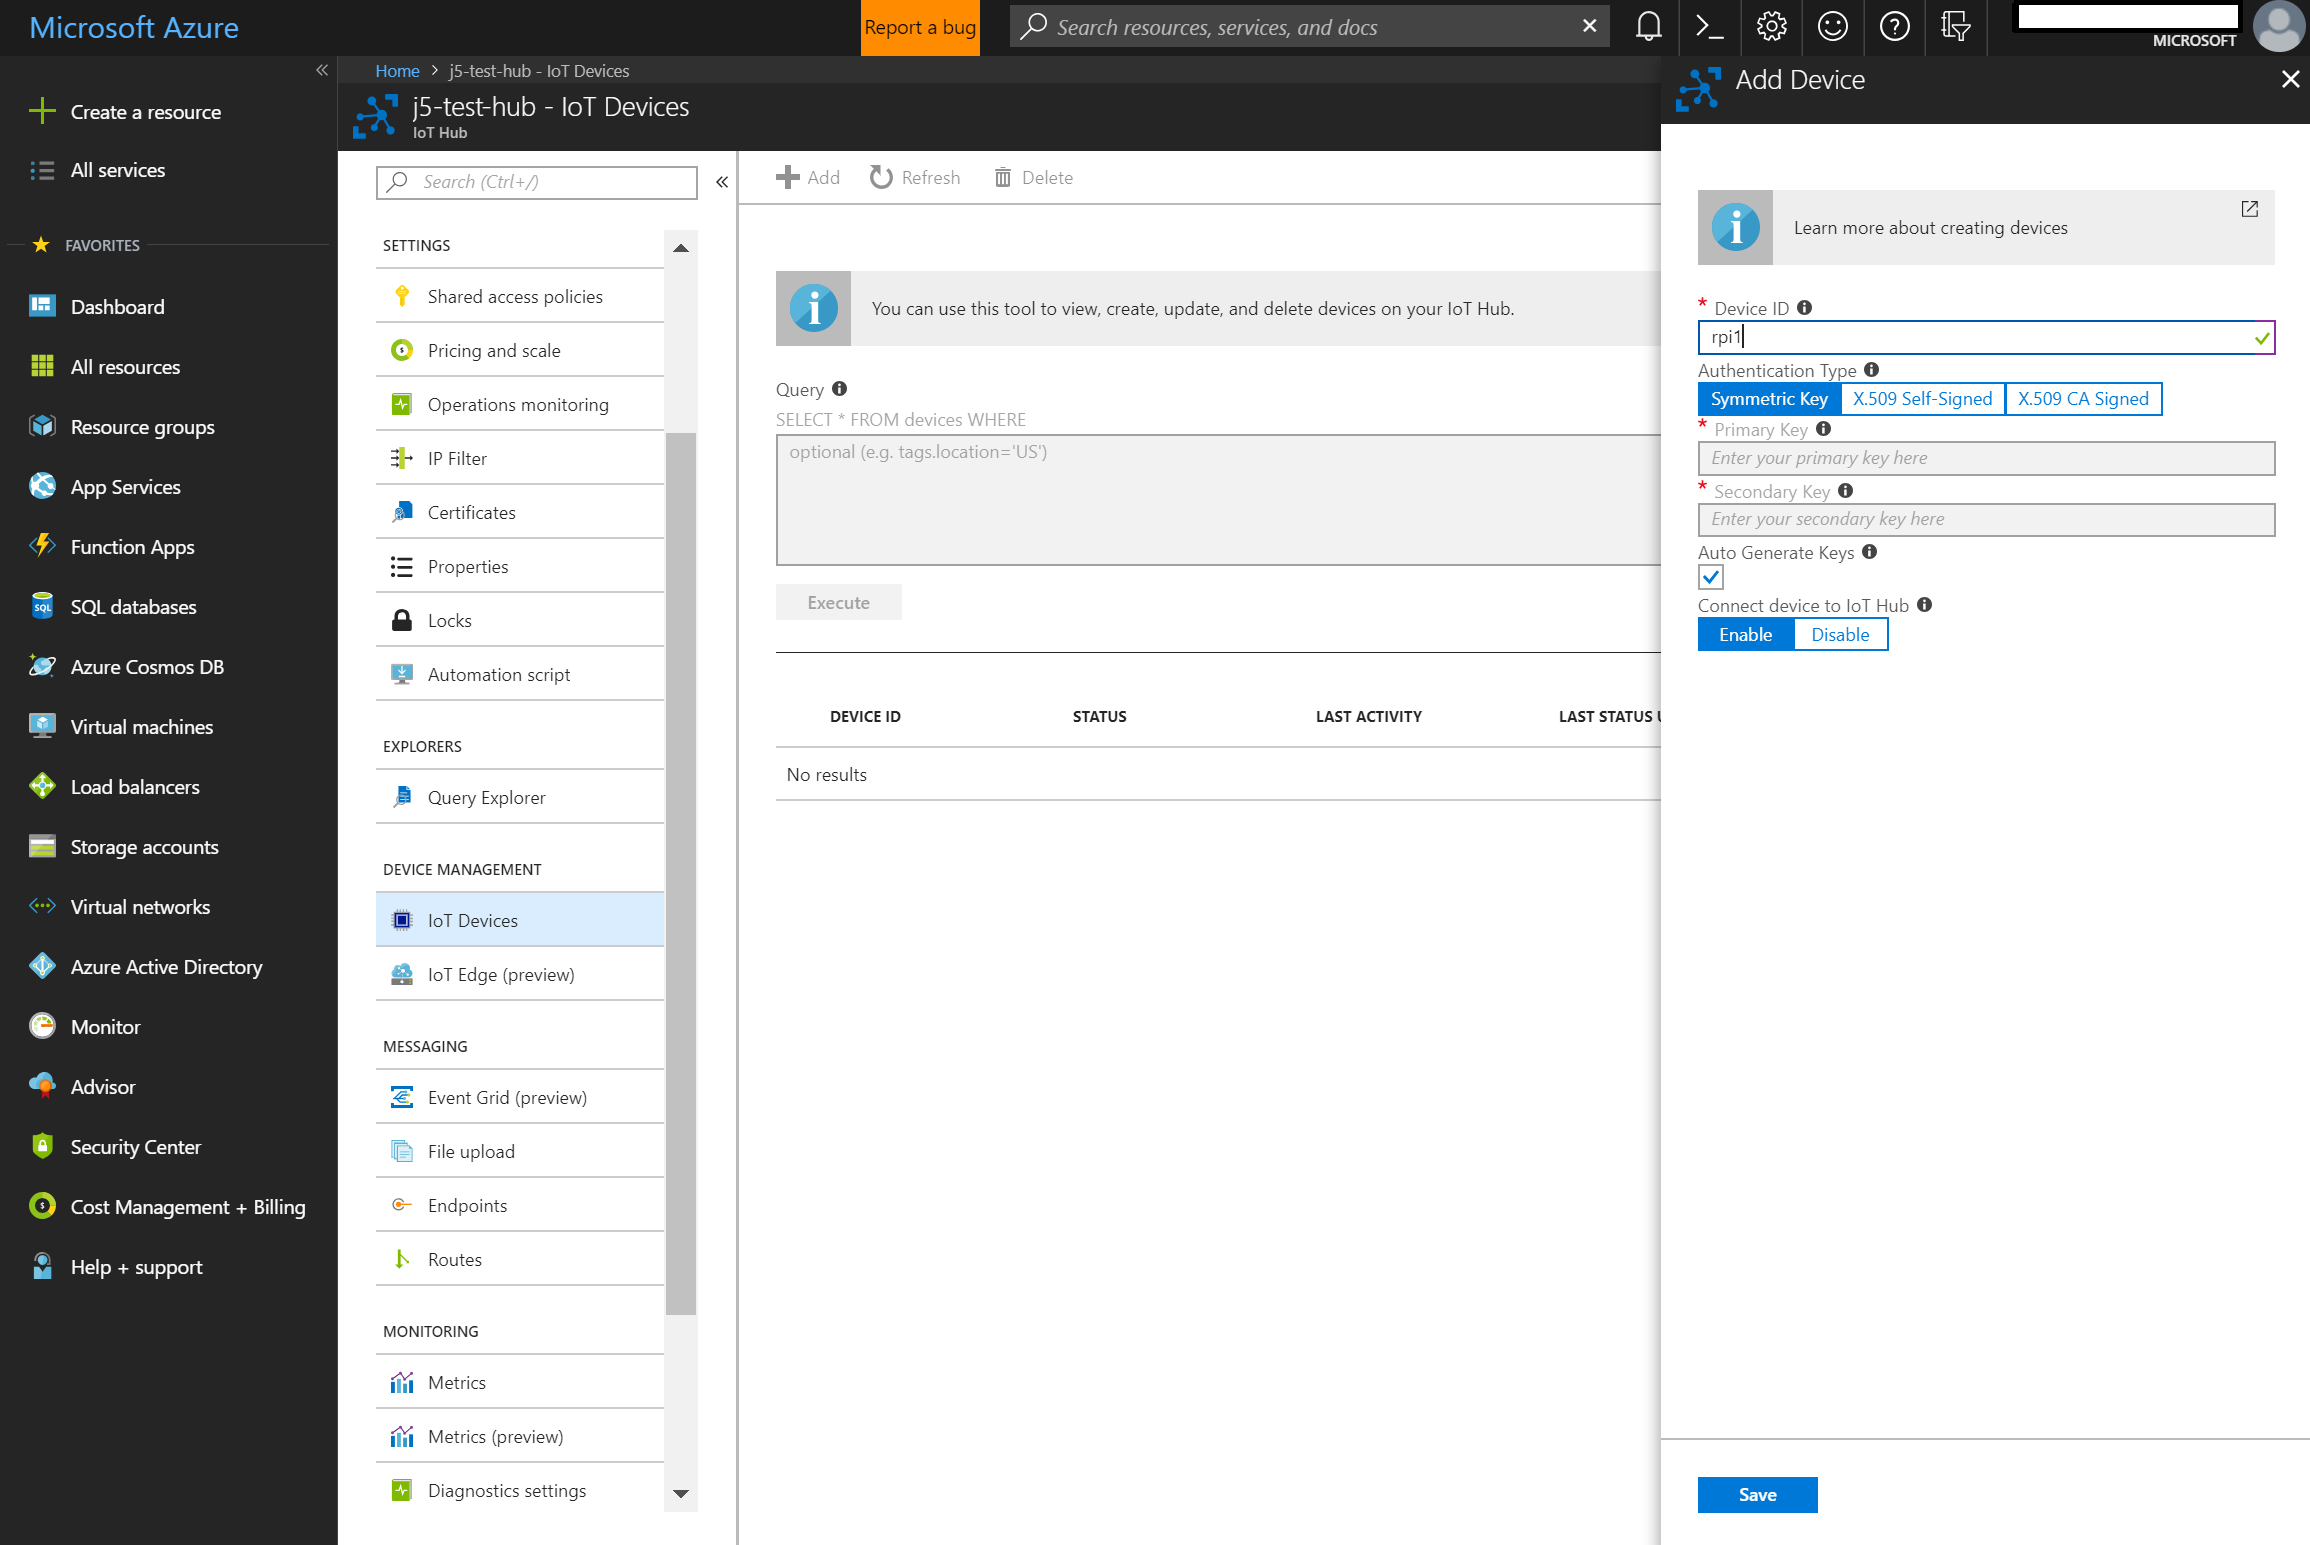 Microsoft Azure
Report a bug
Search resources, services, and docs
MICROSOFT
Create a resource
All services
FAVORITES
Dashboard
All resources
Resource groups
App Services
Function Apps
SQL databases
Azure Cosmos DB
Virtual machines
Load balancers
Storage accounts
Virtual networks
Azure Active Directory
Monitor
Advisor
Security Center
Cost Management + Billing
Help + support
Home > j5-test-hub - IoT Devices
j5-test-hub - IoT Devices
IoT Hub
Search (Ctrl+/)
SETTINGS
Shared access policies
Pricing and scale
Operations monitoring
IP Filter
Certificates
Properties
Locks
Automation script
EXPLORERS
Query Explorer
DEVICE MANAGEMENT
IoT Devices
IoT Edge (preview)
MESSAGING
Event Grid (preview)
File upload
Endpoints
Routes
MONITORING
Metrics
Metrics (preview)
Diagnostics settings
Add Refresh Delete
You can use this tool to view, create, update, and delete devices on your IoT Hub.
Query
SELECT * FROM devices WHERE
optional (e.g. tags.location='US')
Execute
DEVICE ID STATUS LAST ACTIVITY LAST STATUS U
No results
Add Device
Learn more about creating devices
* Device ID
rpi1
Authentication Type
Symmetric Key X.509 Self-Signed X.509 CA Signed
* Primary Key
Enter your primary key here
* Secondary Key
Enter your secondary key here
Auto Generate Keys
Connect device to IoT Hub
Enable Disable
Save